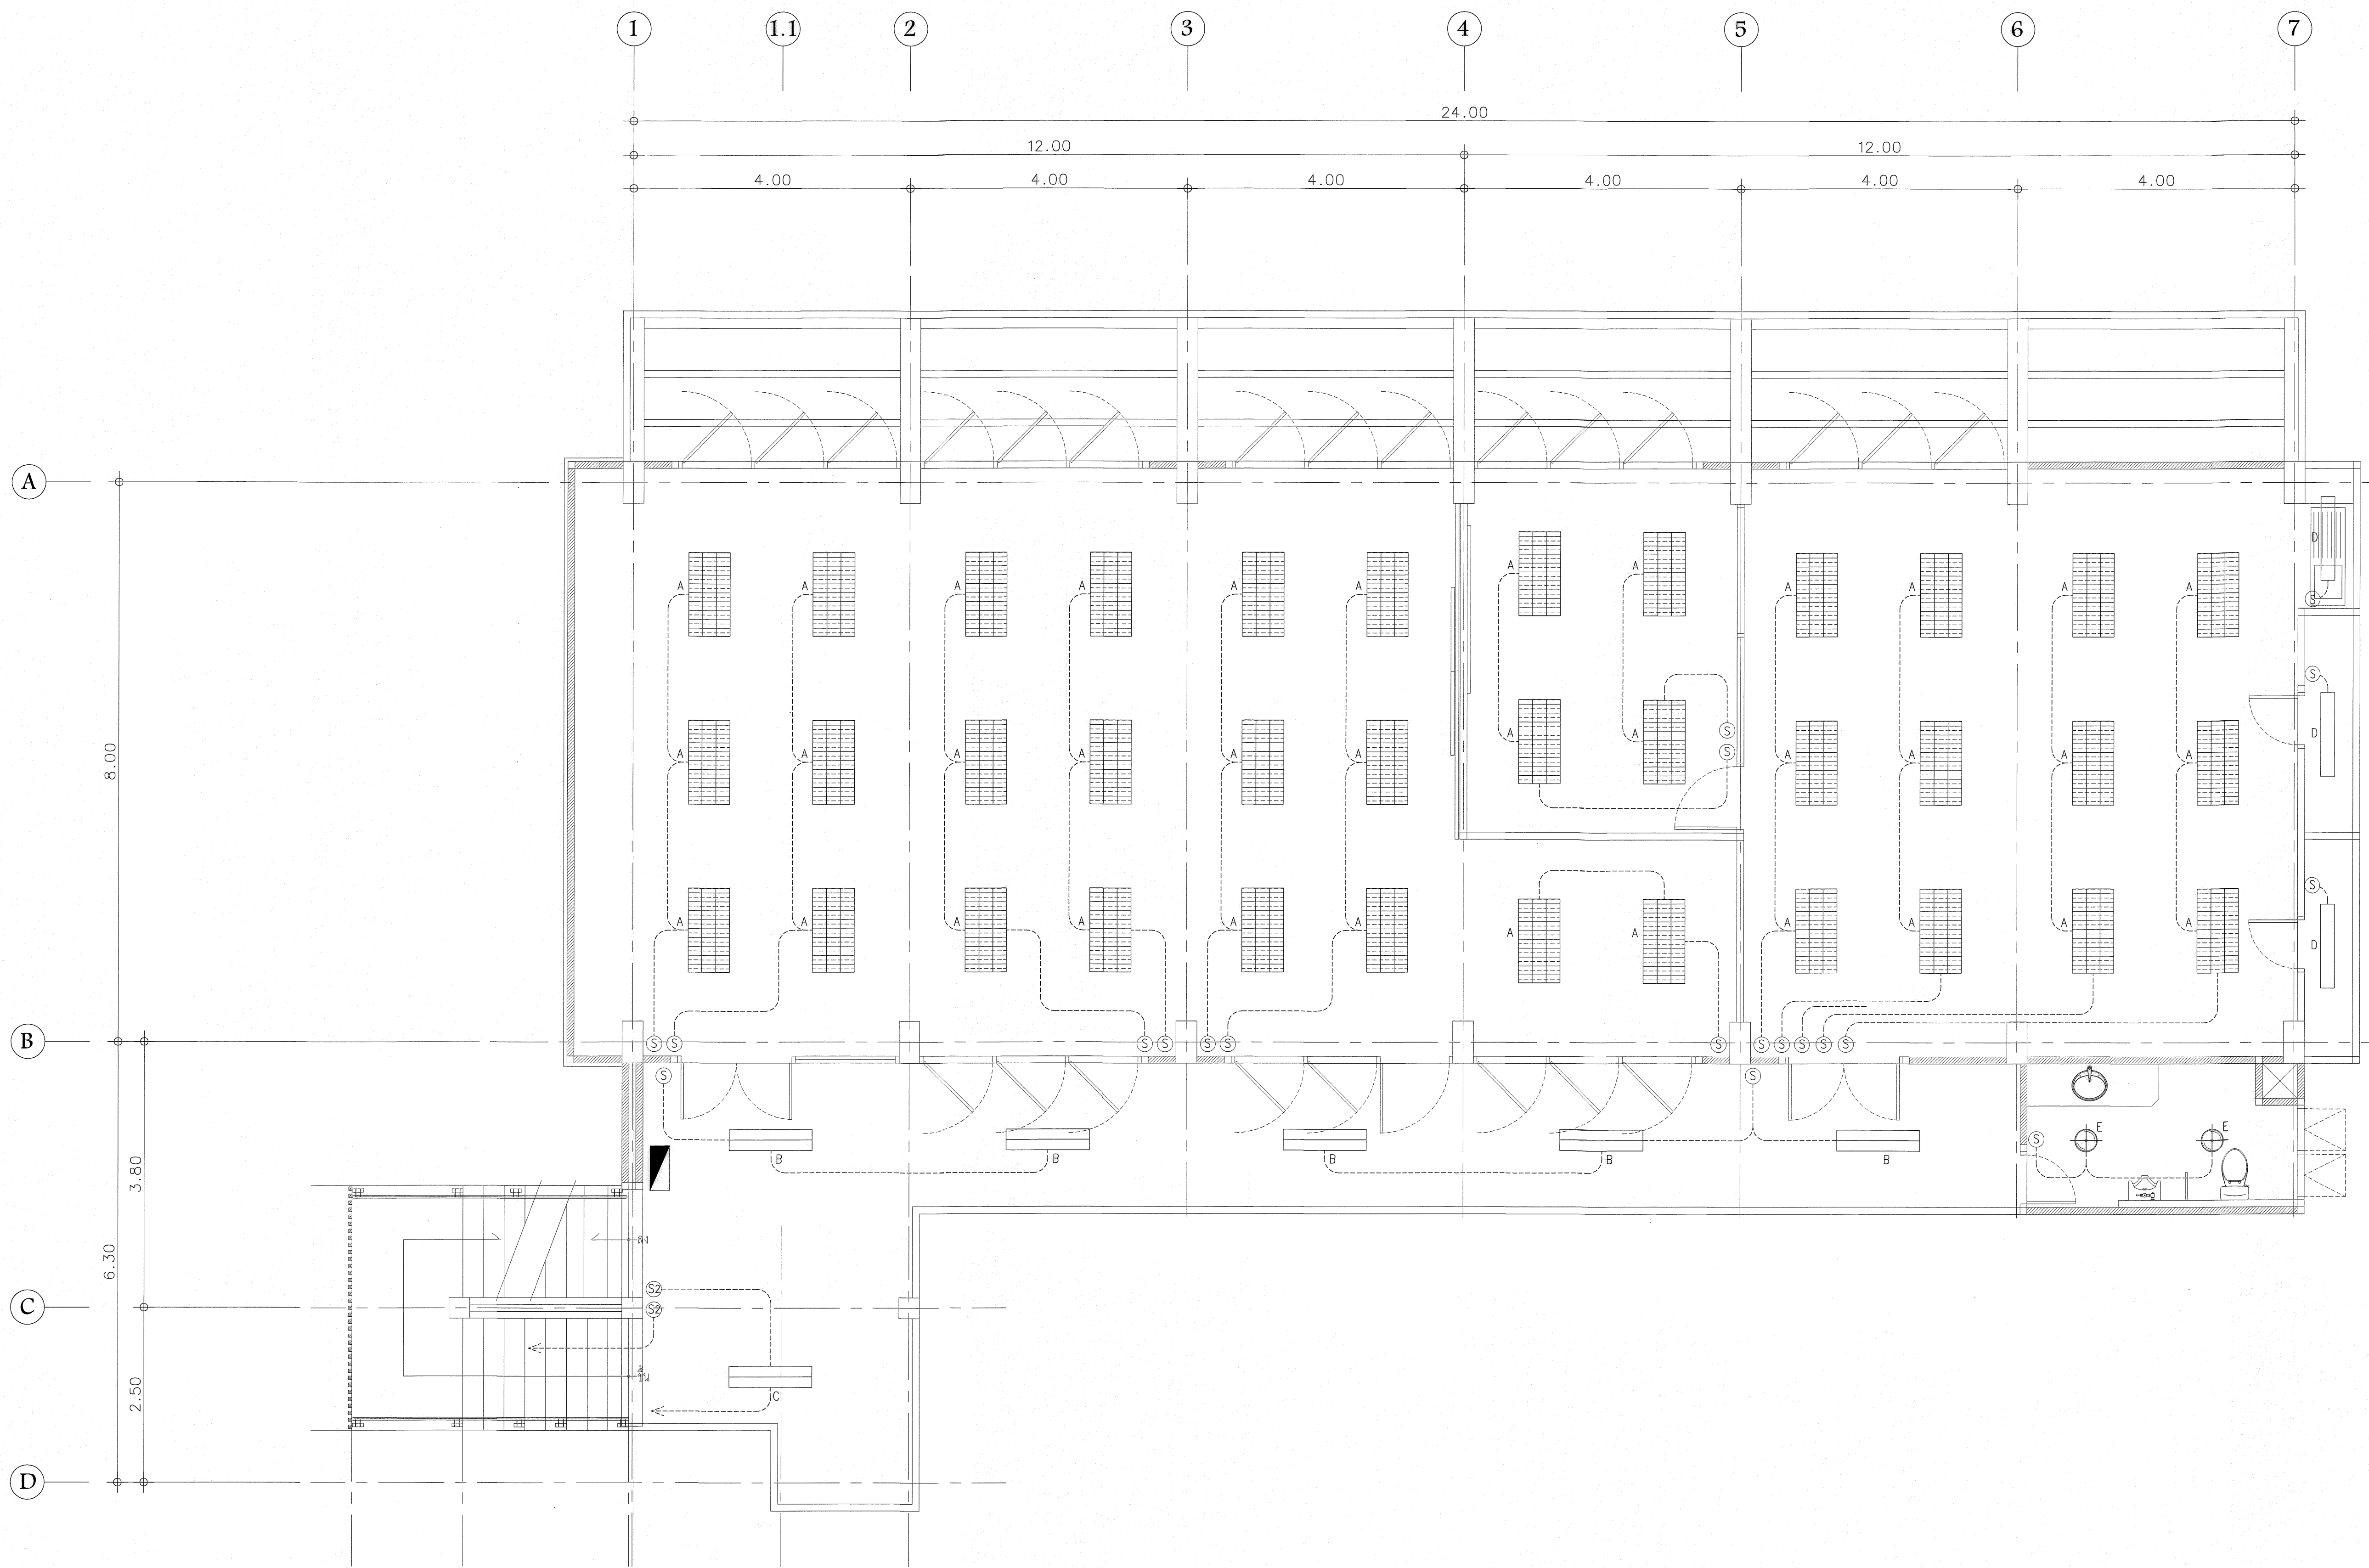 1 1.1 2 3 4 5 6 7
24.00
12.00 12.00
4.00 4.00 4.00 4.00 4.00 4.00
A
D
A A A A A A A A A A A A
S
S
8.00
S
A A A A A A A A A A A A
D
S
S
A A A A A A A A A A A A
D
B
S S S S S S S S S S S S
S S
3.80
S E E
B B B B B
6.30
S2
C
S2
2.50
C
D